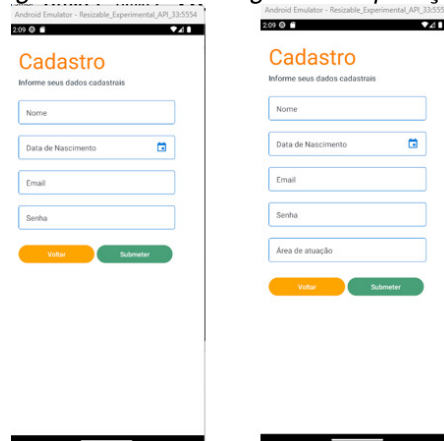 Android Emulator - Resizable_Experimental_API_33:5554
2:09
Cadastro
Informe seus dados cadastrais
Nome
Data de Nascimento
Email
Senha
Voltar
Submeter
Android Emulator - Resizable_Experimental_API_33:555
2:09
Cadastro
Informe seus dados cadastrais
Nome
Data de Nascimento
Email
Senha
Área de atuação
Voltar
Submeter